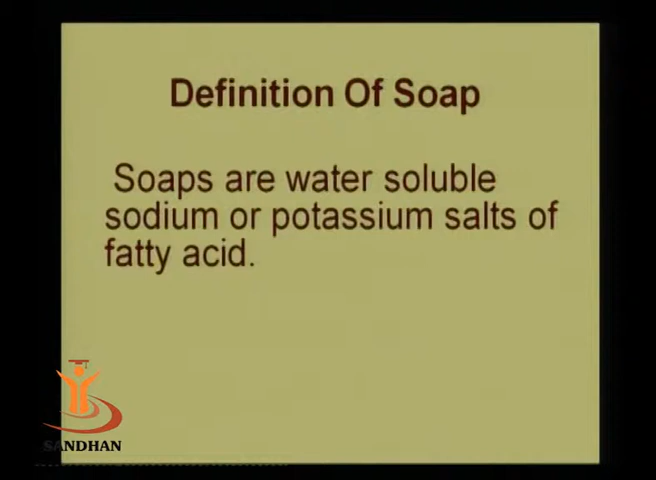 Definition Of Soap
Soaps are water soluble
sodium or potassium salts of
fatty acid.
SANDHAN